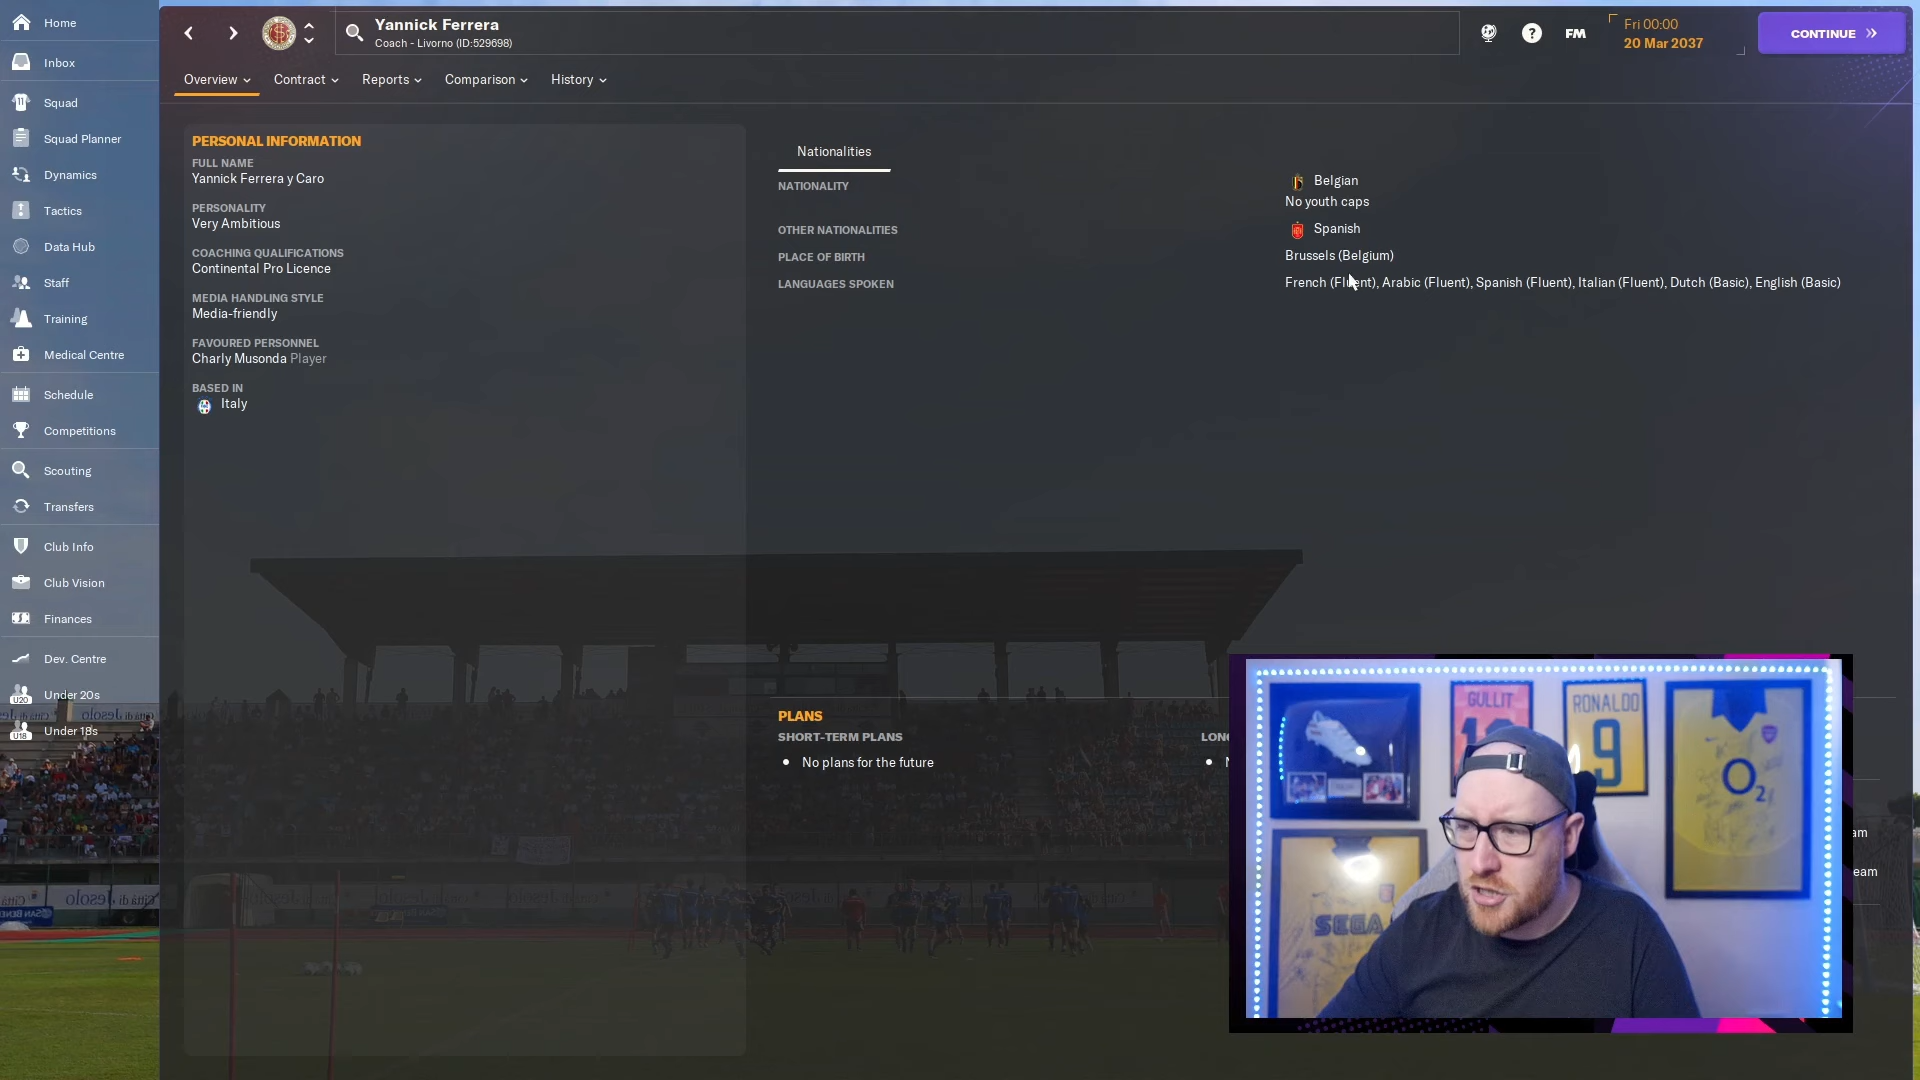 Home
Inbox
Squad
Squad Planner
Dynamics
Tactics
Data Hub
Staff
Training
Medical Centre
Schedule
Competitions
Scouting
Transfers
Club Info
Club Vision
Finances
Dev. Centre
U20 Under 20s
U18 Under 18s
Yannick Ferrera
Coach - Livorno (ID:529698)
FM
Fri 00:00
20 Mar 2037
CONTINUE
Overview
Contract
Reports
Comparison
History
PERSONAL INFORMATION
FULL NAME
Yannick Ferrera y Caro
PERSONALITY
Very Ambitious
COACHING QUALIFICATIONS
Continental Pro Licence
MEDIA HANDLING STYLE
Media-friendly
FAVOURED PERSONNEL
Charly Musonda Player
BASED IN
Italy
Nationalities
NATIONALITY
Belgian
No youth caps
OTHER NATIONALITIES
Spanish
PLACE OF BIRTH
Brussels (Belgium)
LANGUAGES SPOKEN
French (Fluent), Arabic (Fluent), Spanish (Fluent), Italian (Fluent), Dutch (Basic), English (Basic)
PLANS
SHORT-TERM PLANS
No plans for the future
LONG
am
eam
GULLIT
RONALDO
9
O2
SEGA